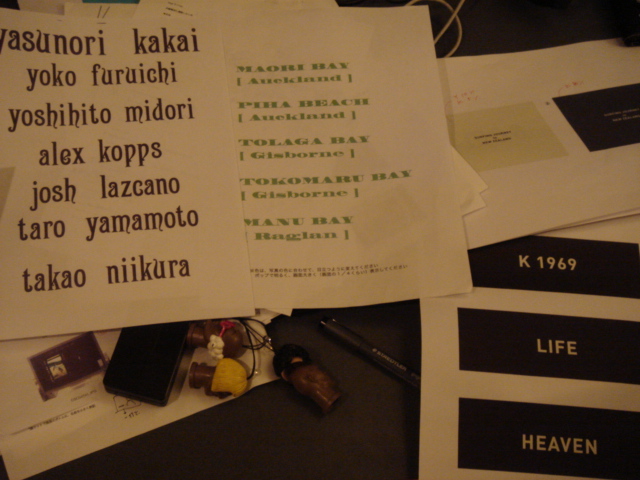 yasunori kakai
yoko furuichi
yoshihito midori
alex kopps
josh lazcano
taro yamamoto
takao niikura
MAORI BAY
[ Auckland ]
PIHA BEACH
[ Auckland ]
TOLAGA BAY
[ Gisborne ]
TOKOMARU BAY
[ Gisborne ]
MANU BAY
[ Raglan ]
K 1969
LIFE
HEAVEN